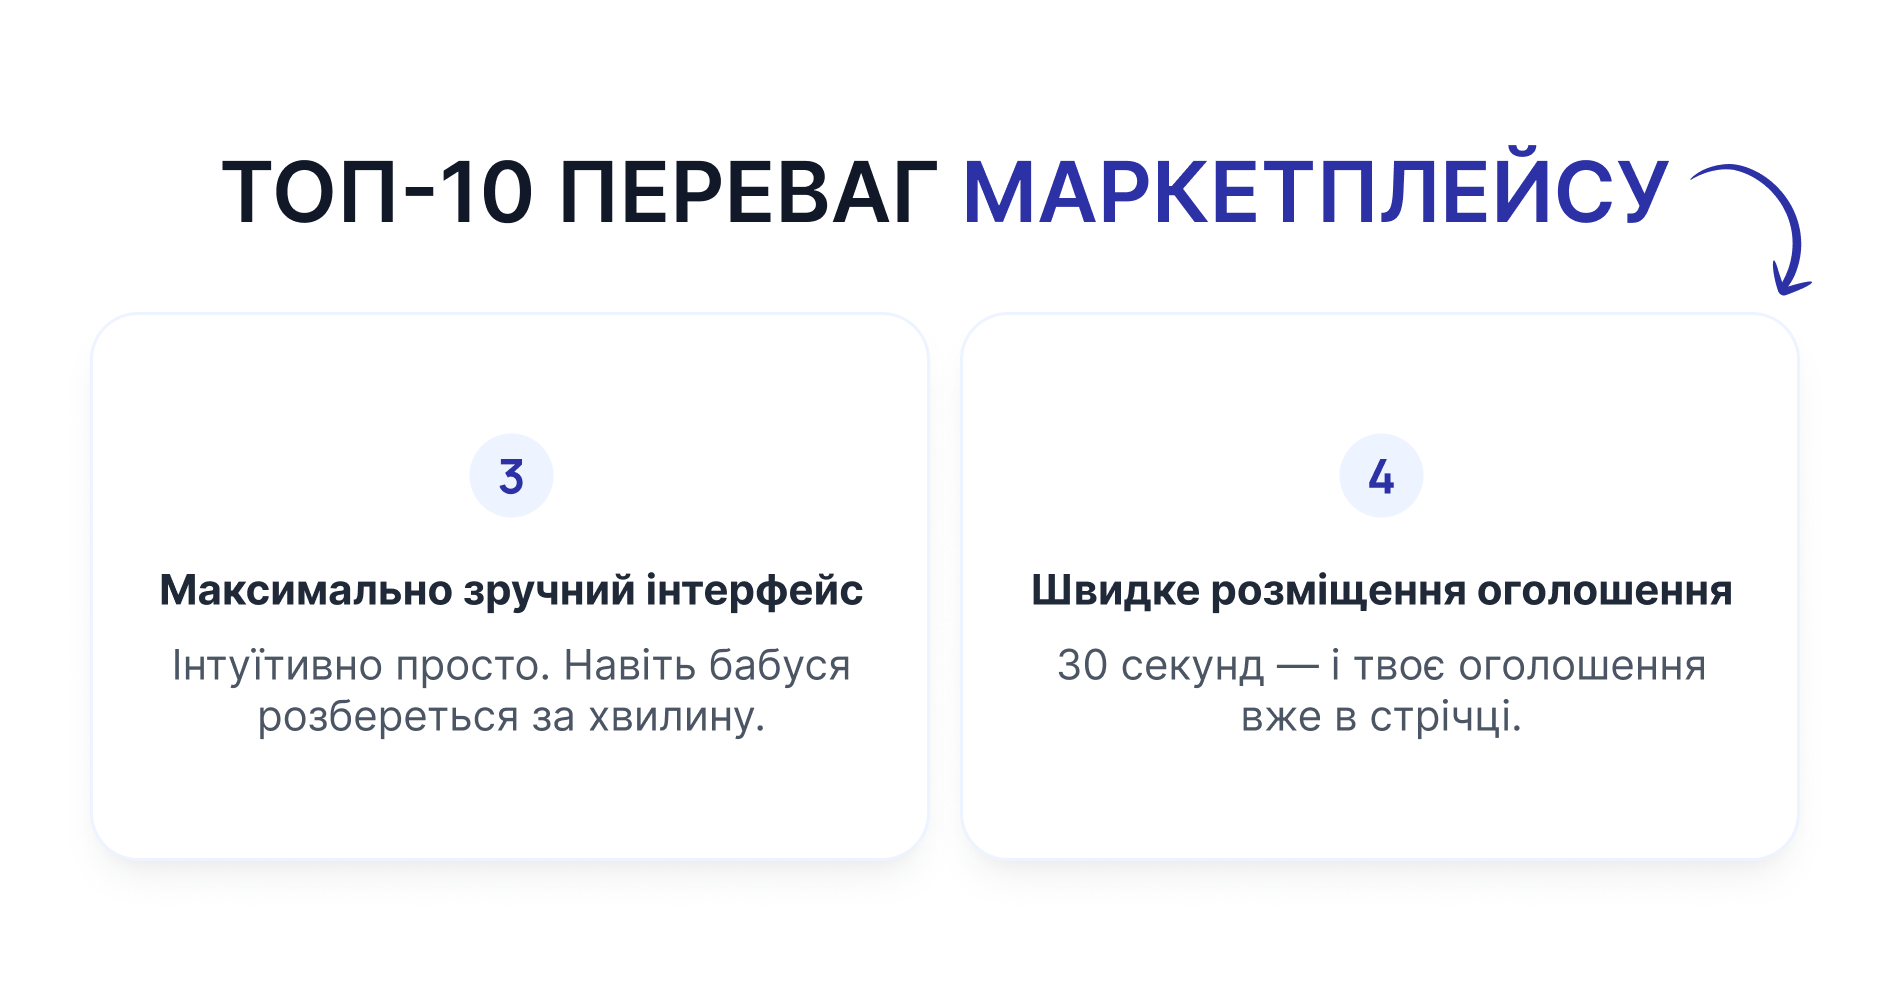 ТОП-10 ПЕРЕВАГ МАРКЕТПЛЕЙСУ
3
Максимально зручний інтерфейс
Інтуїтивно просто. Навіть бабуся
розбереться за хвилину.
4
Швидке розміщення оголошення
30 секунд — і твоє оголошення
вже в стрічці.